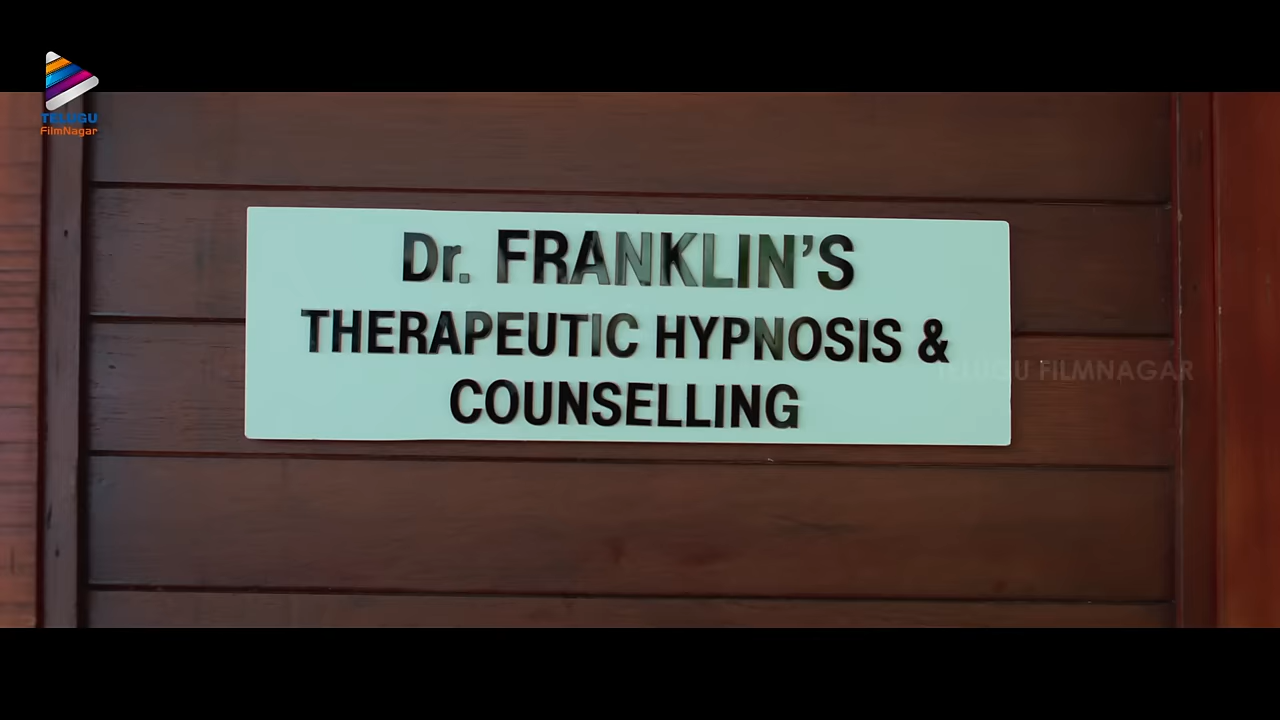 TELUGU
FilmNagar
Dr. FRANKLIN'S
THERAPEUTIC HYPNOSIS &
COUNSELLING
TELUGU FILMNAGAR